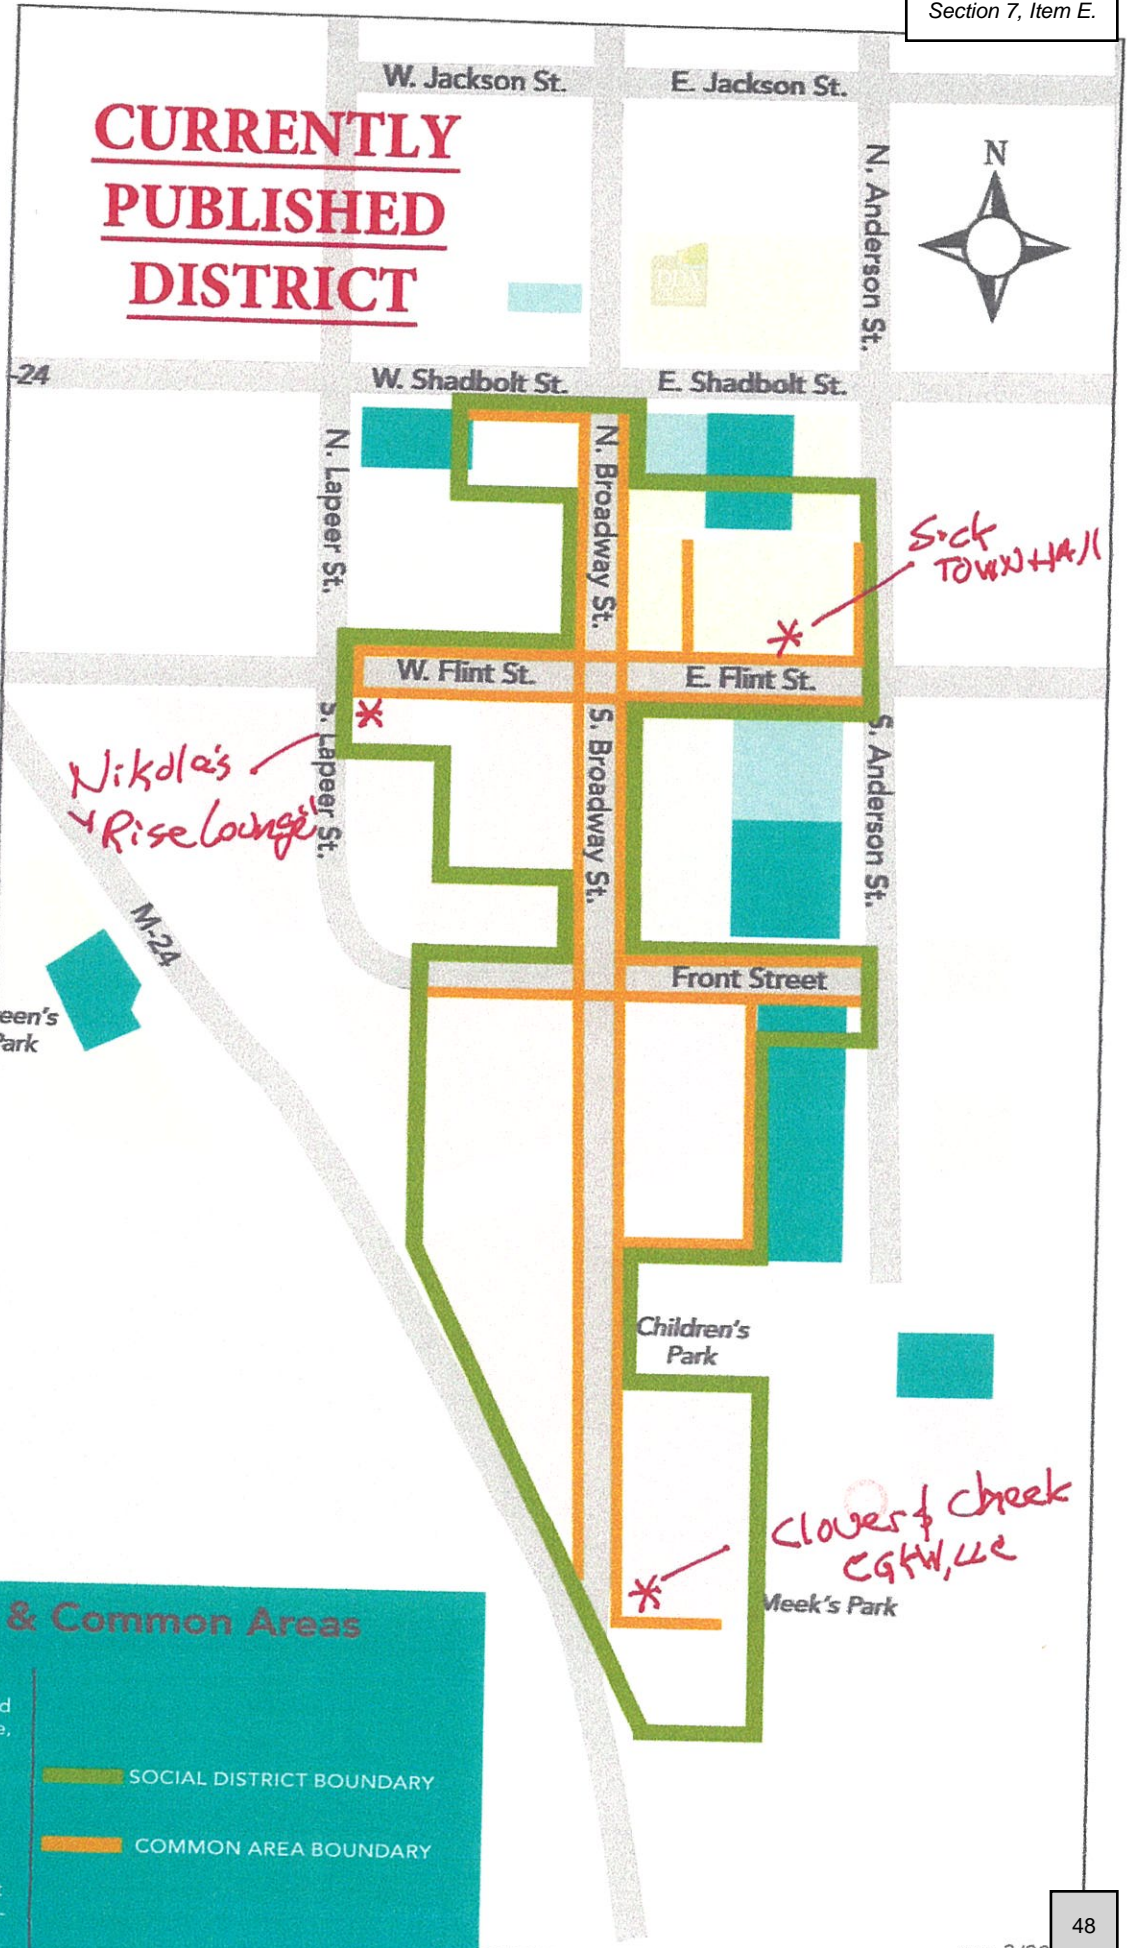 Section 7, Item E.
W. Jackson St.
E. Jackson St.
CURRENTLY
PUBLISHED
DISTRICT
N
N. Anderson St.
DDA
-24
W. Shadbolt St.
E. Shadbolt St.
N. Lapeer St.
N. Broadway St.
Sick
TOWN HAll
W. Flint St.
E. Flint St.
S. Lapeer St.
S. Broadway St.
S. Anderson St.
Nikola's
Rise Lounge
M-24
Front Street
een's
Park
Children's
Park
Clover & Cheek
CGKW, LLC
Meek's Park
& Common Areas
d
e,
SOCIAL DISTRICT BOUNDARY
COMMON AREA BOUNDARY
48